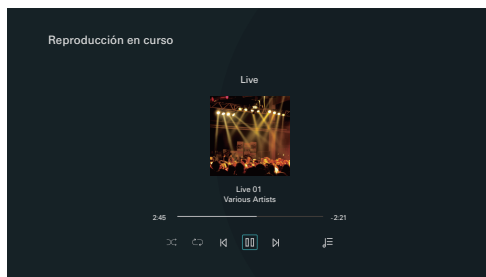 Reproducción en curso
Live
Live 01
Various Artists
2:45
-2:21